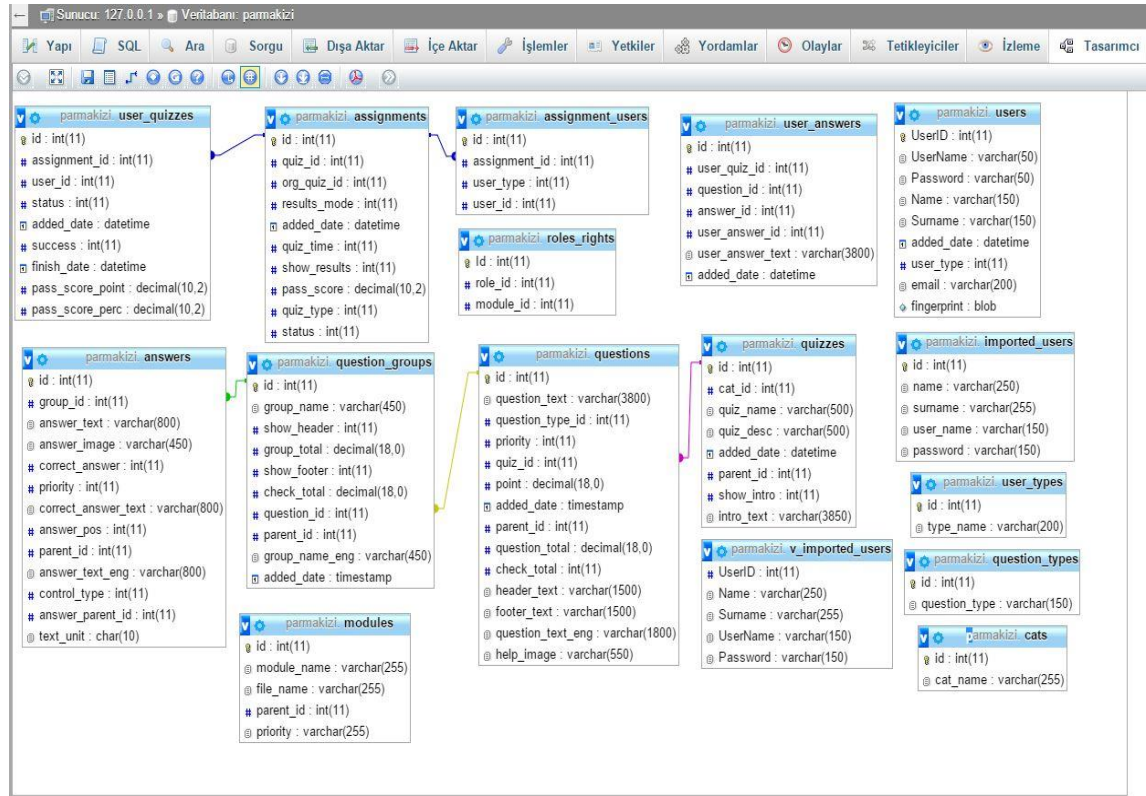 Sunucu: 127.0.0.1 » Veritabanı: parmakizi
Yapı SQL Ara Sorgu Dışa Aktar İçe Aktar İşlemler Yetkiler Yordamlar Olaylar Tetikleyiciler İzleme Tasarımcı
parmakizi. user_quizzes
id : int(11)
assignment_id : int(11)
user_id : int(11)
status : int(11)
added_date : datetime
success : int(11)
finish_date : datetime
pass_score_point : decimal(10,2)
pass_score_perc : decimal(10,2)
parmakizi. assignments
id : int(11)
quiz_id : int(11)
org_quiz_id : int(11)
results_mode : int(11)
added_date : datetime
quiz_time : int(11)
show_results : int(11)
pass_score : decimal(10,2)
quiz_type : int(11)
status : int(11)
parmakizi. assignment_users
id : int(11)
assignment_id : int(11)
user_type : int(11)
user_id : int(11)
parmakizi. roles_rights
Id : int(11)
role_id : int(11)
module_id : int(11)
parmakizi. user_answers
id : int(11)
user_quiz_id : int(11)
question_id : int(11)
answer_id : int(11)
user_answer_id : int(11)
user_answer_text : varchar(3800)
added_date : datetime
parmakizi. users
UserID : int(11)
UserName : varchar(50)
Password : varchar(50)
Name : varchar(150)
Surname : varchar(150)
added_date : datetime
user_type : int(11)
email : varchar(200)
fingerprint : blob
parmakizi. answers
id : int(11)
group_id : int(11)
answer_text : varchar(800)
answer_image : varchar(450)
correct_answer : int(11)
priority : int(11)
correct_answer_text : varchar(800)
answer_pos : int(11)
parent_id : int(11)
answer_text_eng : varchar(800)
control_type : int(11)
answer_parent_id : int(11)
text_unit : char(10)
parmakizi. question_groups
id : int(11)
group_name : varchar(450)
show_header : int(11)
group_total : decimal(18,0)
show_footer : int(11)
check_total : decimal(18,0)
question_id : int(11)
parent_id : int(11)
group_name_eng : varchar(450)
added_date : timestamp
parmakizi. modules
id : int(11)
module_name : varchar(255)
file_name : varchar(255)
parent_id : int(11)
priority : varchar(255)
parmakizi. questions
id : int(11)
question_text : varchar(3800)
question_type_id : int(11)
priority : int(11)
quiz_id : int(11)
point : decimal(18,0)
added_date : timestamp
parent_id : int(11)
question_total : decimal(18,0)
check_total : int(11)
header_text : varchar(1500)
footer_text : varchar(1500)
question_text_eng : varchar(1800)
help_image : varchar(550)
parmakizi. quizzes
id : int(11)
cat_id : int(11)
quiz_name : varchar(500)
quiz_desc : varchar(500)
added_date : datetime
parent_id : int(11)
show_intro : int(11)
intro_text : varchar(3850)
parmakizi. v_imported_users
UserID : int(11)
Name : varchar(250)
Surname : varchar(255)
UserName : varchar(150)
Password : varchar(150)
parmakizi. imported_users
id : int(11)
name : varchar(250)
surname : varchar(255)
user_name : varchar(150)
password : varchar(150)
parmakizi. user_types
id : int(11)
type_name : varchar(200)
parmakizi. question_types
id : int(11)
question_type : varchar(150)
parmakizi. cats
id : int(11)
cat_name : varchar(255)